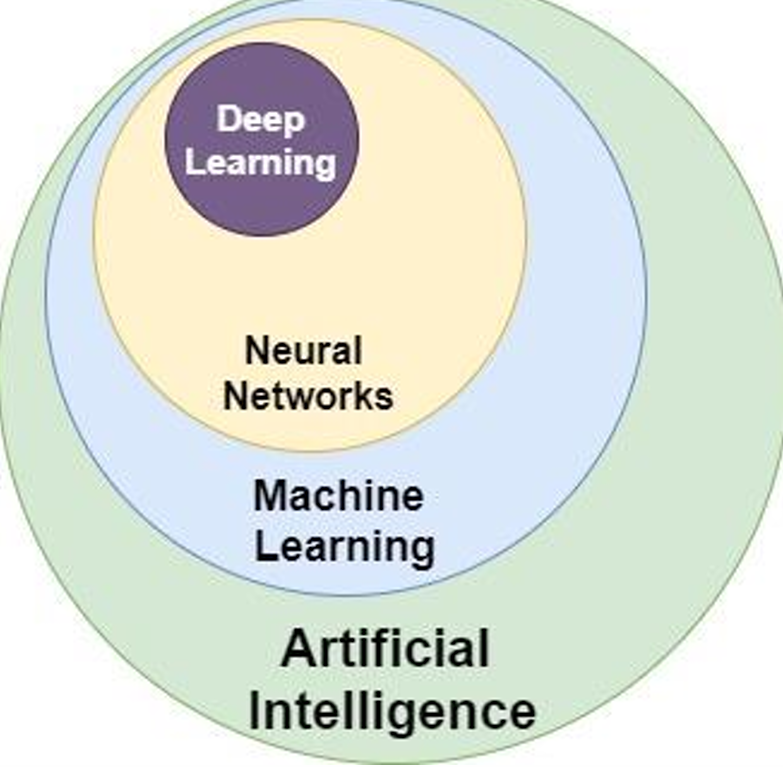 Deep
Learning
Neural
Networks
Machine
Learning
Artificial
Intelligence